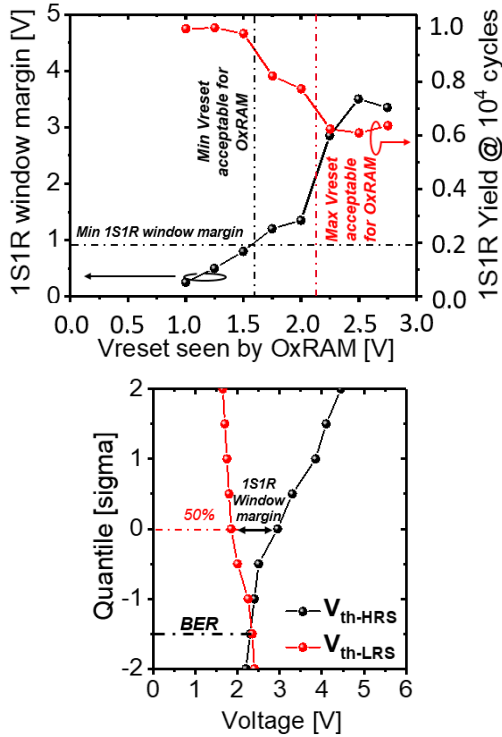 1S1R window margin [V]
5
4
3
2
1
0
Min Vreset
acceptable for
OxRAM
Max Vreset
acceptable
for OxRAM
Min 1S1R window margin
1S1R Yield @ 10⁴ cycles
1.0
0.8
0.6
0.4
0.2
0.0
0.0 0.5 1.0 1.5 2.0 2.5 3.0
Vreset seen by OxRAM [V]
Quantile [sigma]
2
1
0
-1
-2
50%
1S1R
Window
margin
BER
Vth-HRS
Vth-LRS
0 1 2 3 4 5 6
Voltage [V]